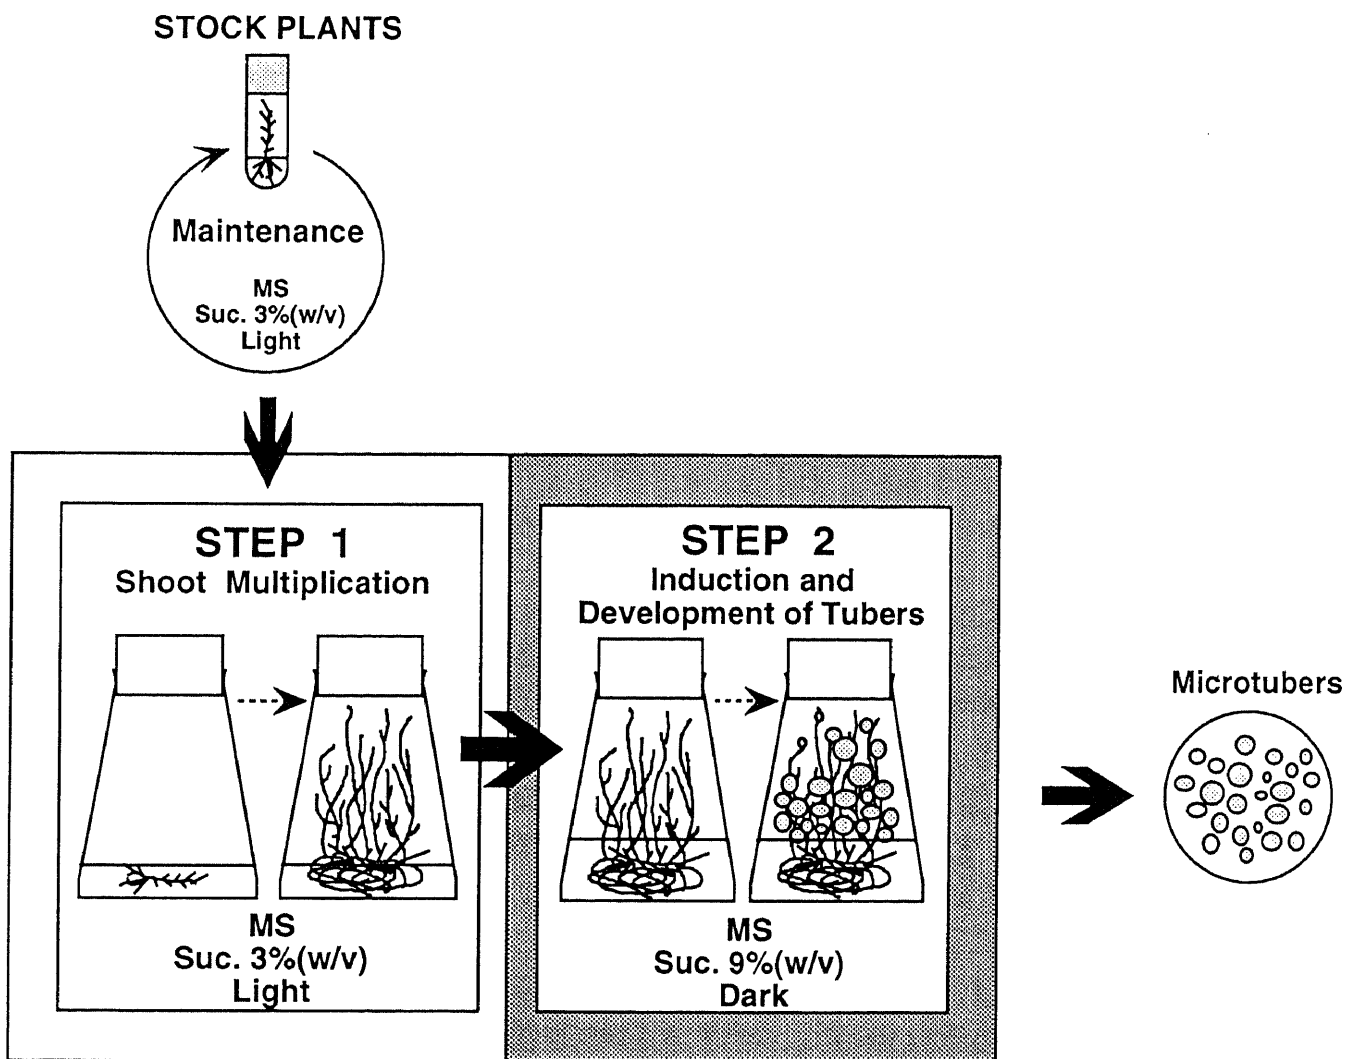 STOCK PLANTS
Maintenance
MS
Suc. 3%(w/v)
Light
STEP 1
Shoot Multiplication
MS
Suc. 3%(w/v)
Light
STEP 2
Induction and
Development of Tubers
MS
Suc. 9%(w/v)
Dark
Microtubers